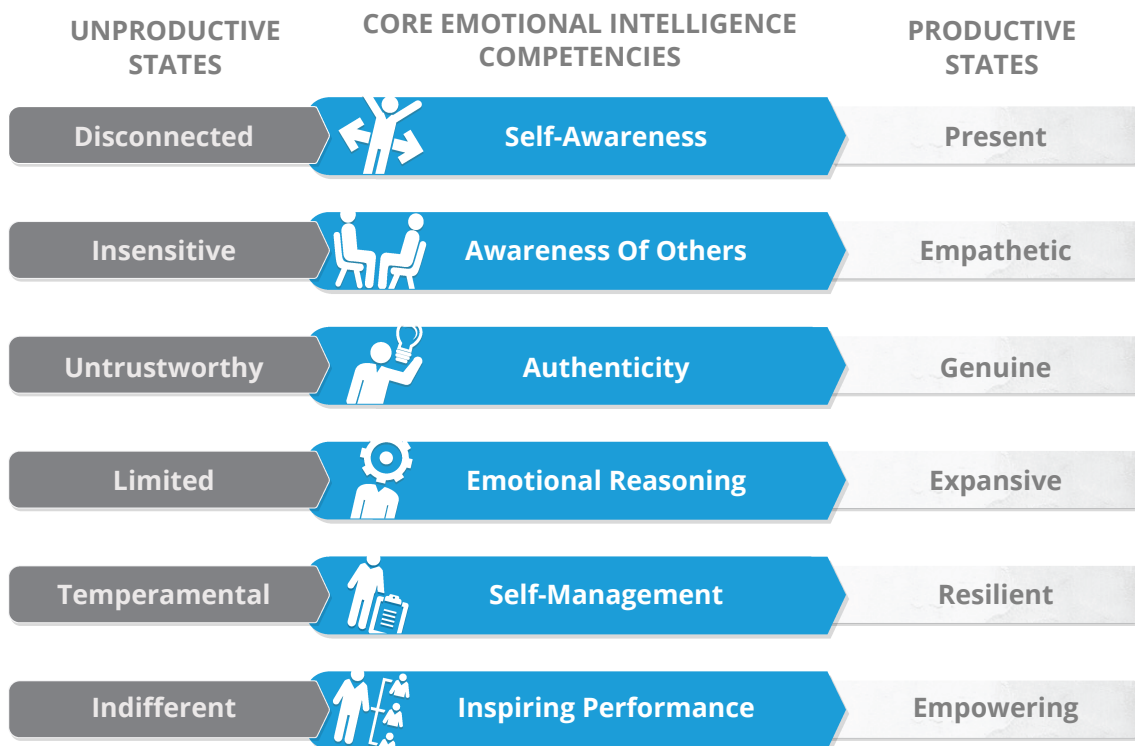 UNPRODUCTIVE
STATES
CORE EMOTIONAL INTELLIGENCE
COMPETENCIES
PRODUCTIVE
STATES
Disconnected
Self-Awareness
Present
Insensitive
Awareness Of Others
Empathetic
Untrustworthy
Authenticity
Genuine
Limited
Emotional Reasoning
Expansive
Temperamental
Self-Management
Resilient
Indifferent
Inspiring Performance
Empowering